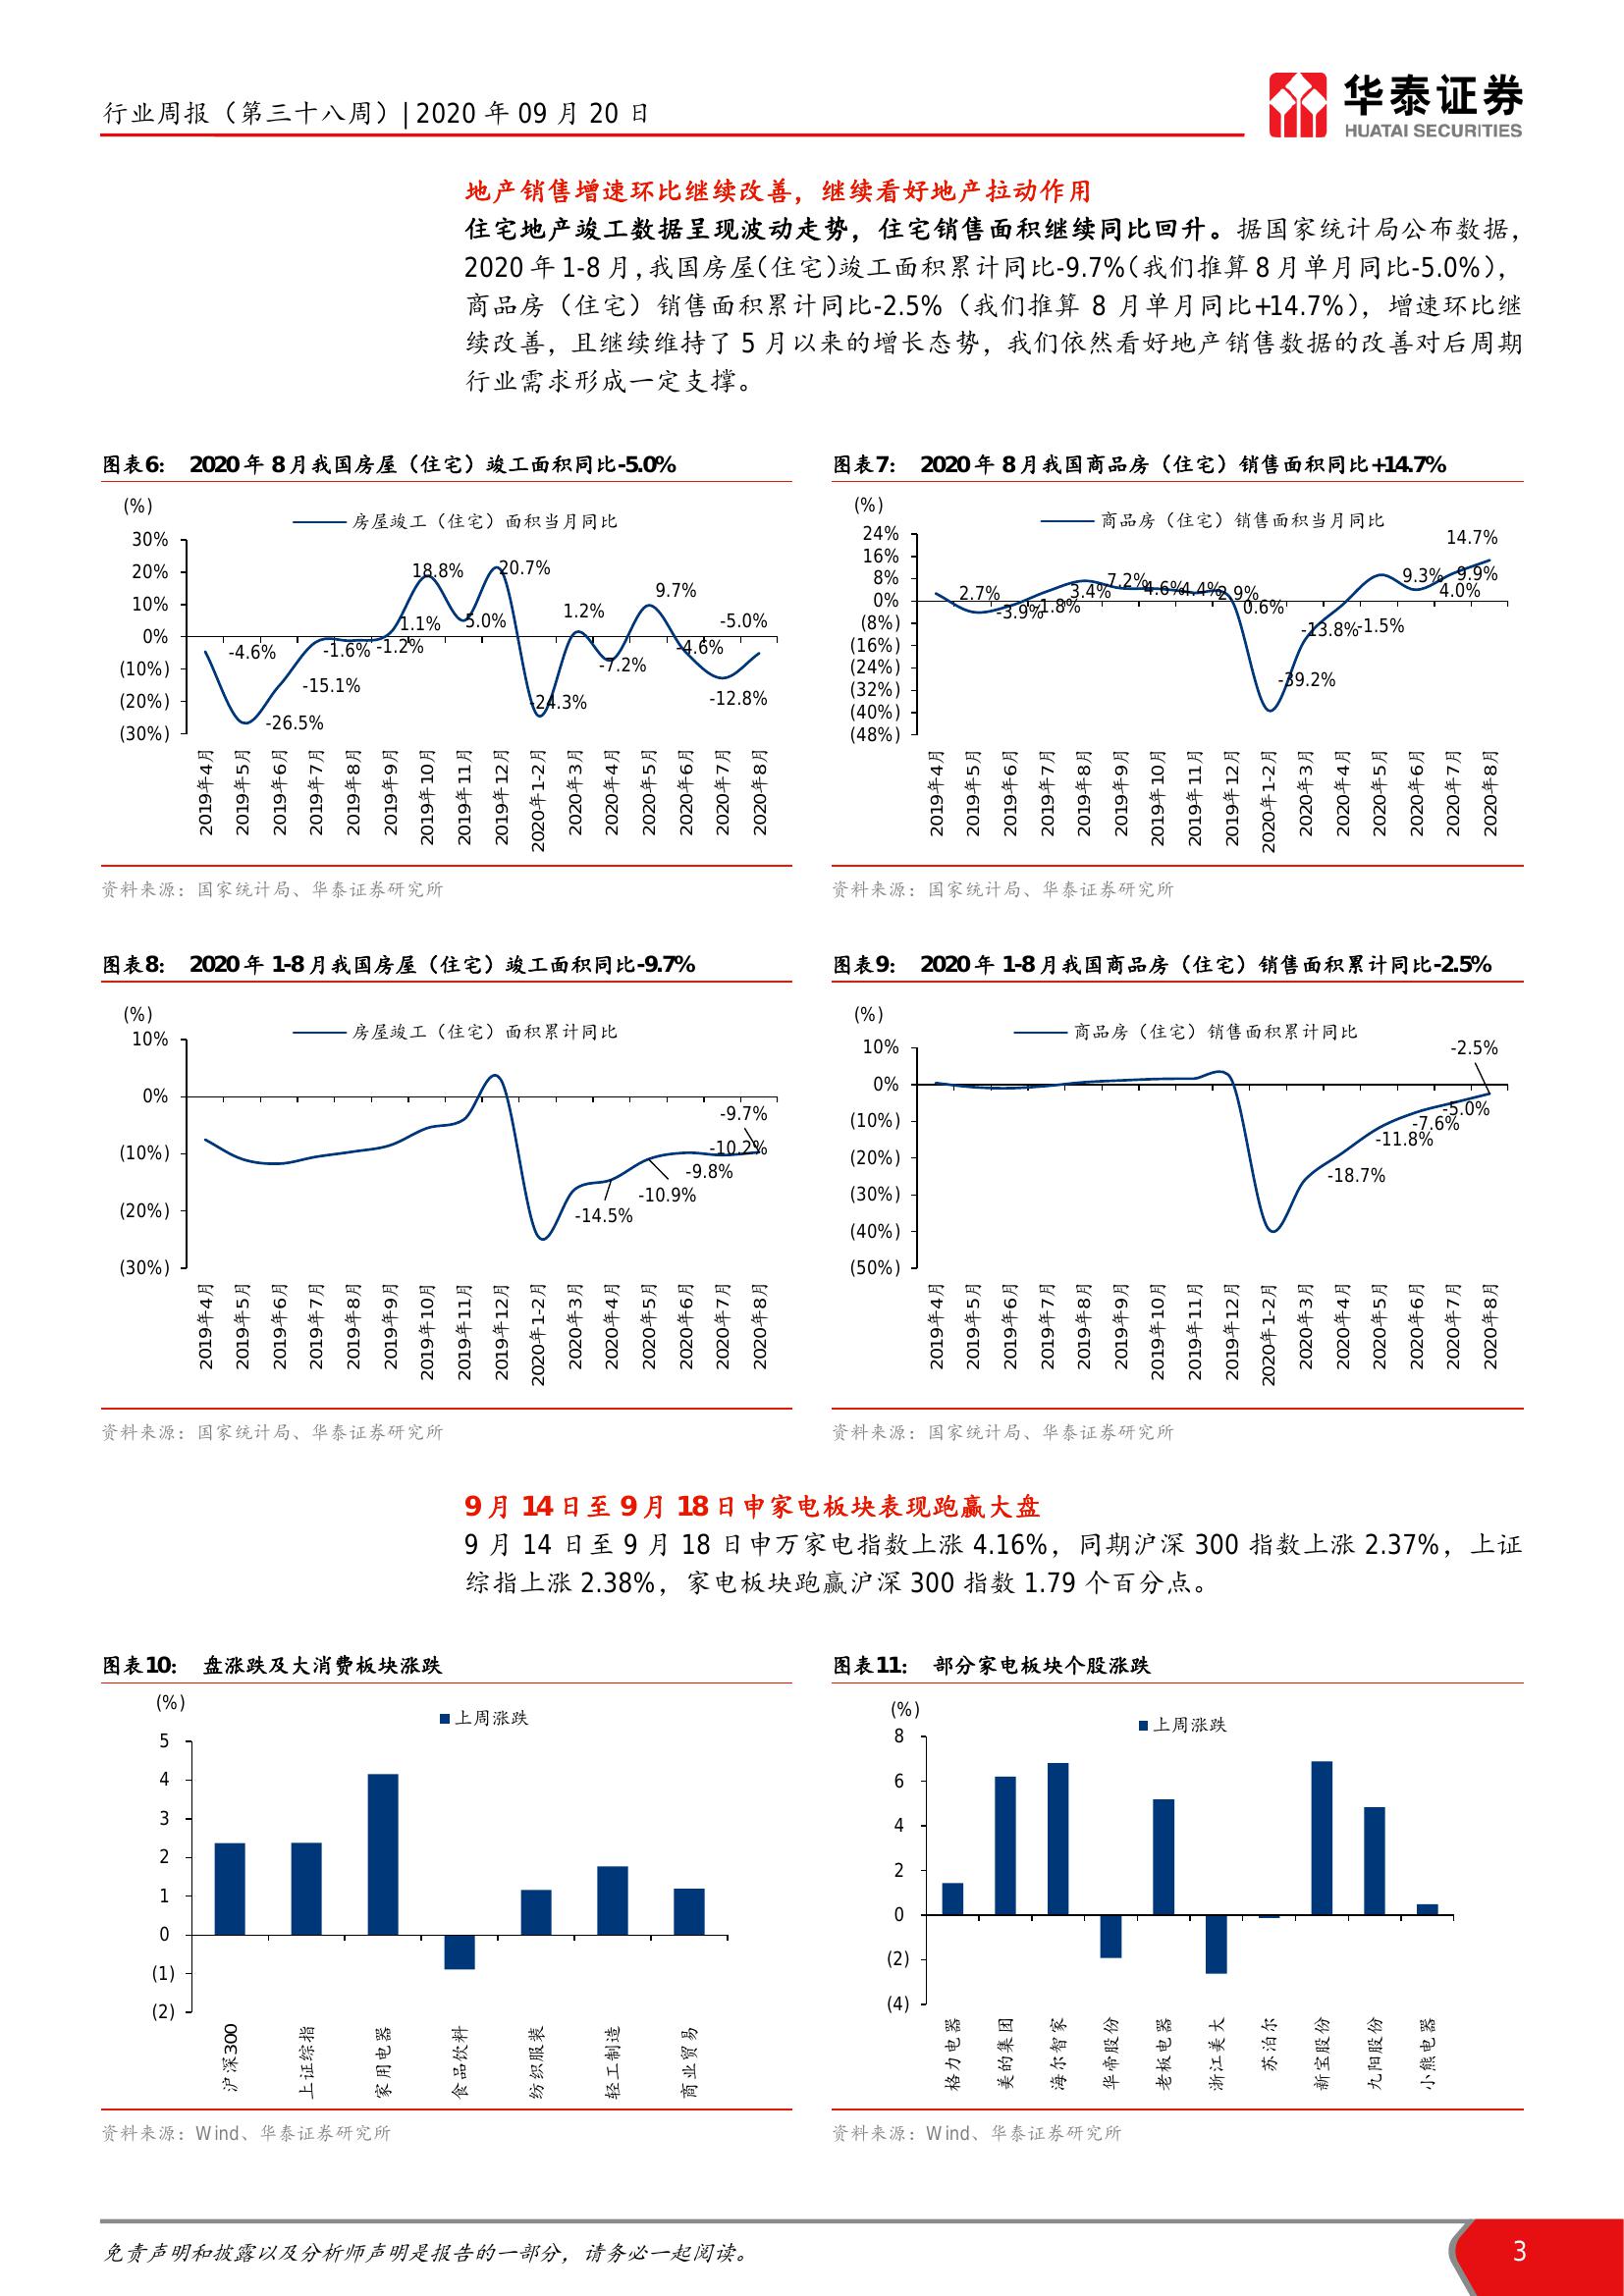 行业周报（第三十八周）| 2020 年 09 月 20 日
华泰证券
HUATAI SECURITIES
地产销售增速环比继续改善，继续看好地产拉动作用
住宅地产竣工数据呈现波动走势，住宅销售面积继续同比回升。据国家统计局公布数据，
2020 年 1-8 月，我国房屋（住宅）竣工面积累计同比-9.7%（我们推算 8 月单月同比-5.0%），
商品房（住宅）销售面积累计同比-2.5%（我们推算 8 月单月同比+14.7%），增速环比继
续改善，且继续维持了 5 月以来的增长态势，我们依然看好地产销售数据的改善对后周期
行业需求形成一定支撑。
图表6： 2020 年 8 月我国房屋（住宅）竣工面积同比-5.0%
(%)
房屋竣工（住宅）面积当月同比
30%
20%
10%
0%
(10%)
(20%)
(30%)
-4.6%
-26.5%
-15.1%
-1.6%
-1.2%
1.1%
18.8%
5.0%
20.7%
-24.3%
1.2%
-7.2%
9.7%
-4.6%
-12.8%
-5.0%
2019年4月
2019年5月
2019年6月
2019年7月
2019年8月
2019年9月
2019年10月
2019年11月
2019年12月
2020年1-2月
2020年3月
2020年4月
2020年5月
2020年6月
2020年7月
2020年8月
资料来源：国家统计局、华泰证券研究所
图表7： 2020 年 8 月我国商品房（住宅）销售面积同比+14.7%
(%)
商品房（住宅）销售面积当月同比
24%
16%
8%
0%
(8%)
(16%)
(24%)
(32%)
(40%)
(48%)
2.7%
-3.9%
-1.8%
3.4%
7.2%
4.6%
4.4%
2.9%
0.6%
-39.2%
-13.8%
-1.5%
9.3%
4.0%
9.9%
14.7%
2019年4月
2019年5月
2019年6月
2019年7月
2019年8月
2019年9月
2019年10月
2019年11月
2019年12月
2020年1-2月
2020年3月
2020年4月
2020年5月
2020年6月
2020年7月
2020年8月
资料来源：国家统计局、华泰证券研究所
图表8： 2020 年 1-8 月我国房屋（住宅）竣工面积同比-9.7%
(%)
房屋竣工（住宅）面积累计同比
10%
0%
(10%)
(20%)
(30%)
-14.5%
-10.9%
-9.8%
-10.2%
-9.7%
2019年4月
2019年5月
2019年6月
2019年7月
2019年8月
2019年9月
2019年10月
2019年11月
2019年12月
2020年1-2月
2020年3月
2020年4月
2020年5月
2020年6月
2020年7月
2020年8月
资料来源：国家统计局、华泰证券研究所
图表9： 2020 年 1-8 月我国商品房（住宅）销售面积累计同比-2.5%
(%)
商品房（住宅）销售面积累计同比
10%
0%
(10%)
(20%)
(30%)
(40%)
(50%)
-18.7%
-11.8%
-7.6%
-5.0%
-2.5%
2019年4月
2019年5月
2019年6月
2019年7月
2019年8月
2019年9月
2019年10月
2019年11月
2019年12月
2020年1-2月
2020年3月
2020年4月
2020年5月
2020年6月
2020年7月
2020年8月
资料来源：国家统计局、华泰证券研究所
9 月 14 日至 9 月 18 日申家电板块表现跑赢大盘
9 月 14 日至 9 月 18 日申万家电指数上涨 4.16%，同期沪深 300 指数上涨 2.37%，上证
综指上涨 2.38%，家电板块跑赢沪深 300 指数 1.79 个百分点。
图表10： 盘涨跌及大消费板块涨跌
(%)
上周涨跌
5
4
3
2
1
0
(1)
(2)
沪深300
上证综指
家用电器
食品饮料
纺织服装
轻工制造
商业贸易
资料来源：Wind、华泰证券研究所
图表11： 部分家电板块个股涨跌
(%)
上周涨跌
8
6
4
2
0
(2)
(4)
格力电器
美的集团
海尔智家
华帝股份
老板电器
浙江美大
苏泊尔
新宝股份
九阳股份
小熊电器
资料来源：Wind、华泰证券研究所
免责声明和披露以及分析师声明是报告的一部分，请务必一起阅读。
3